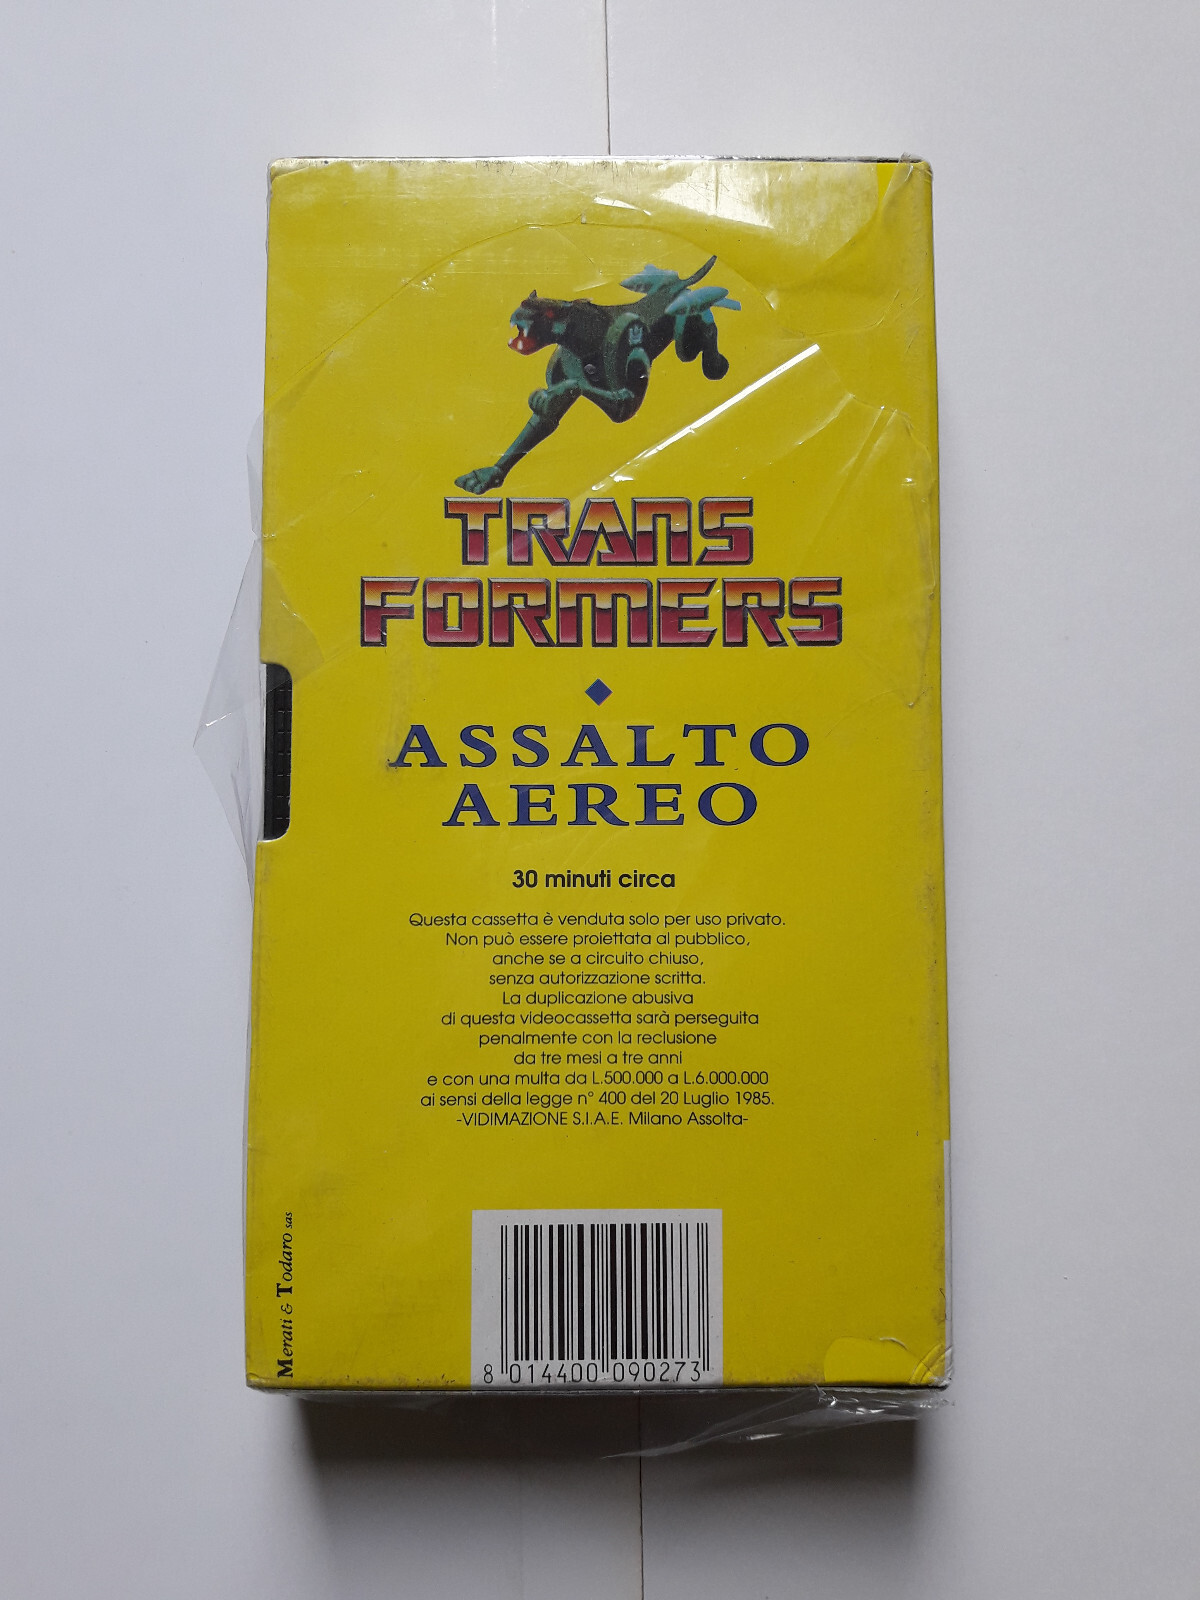 TRANS
FORMERS
ASSALTO
AEREO
30 minuti circa
Questa cassetta è venduta solo per uso privato.
Non può essere proiettata al pubblico,
anche se a circuito chiuso,
senza autorizzazione scritta.
La duplicazione abusiva
di questa videocassetta sarà perseguita
penalmente con la reclusione
da tre mesi a tre anni
e con una multa da L.500.000 a L.6.000.000
ai sensi della legge n° 400 del 20 Luglio 1985.
-VIDIMAZIONE S.I.A.E. Milano Assolta-
Merati & Todaro sas
8 014400 090273